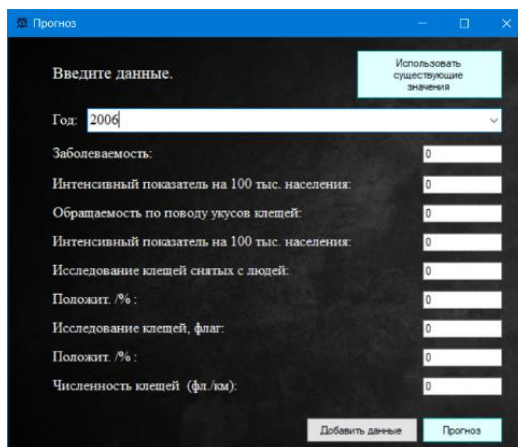 Прогноз
Введите данные.
Использовать
существующие
значения
Год: 2006
Заболеваемость: 0
Интенсивный показатель на 100 тыс. населения: 0
Обращаемость по поводу укусов клещей: 0
Интенсивный показатель на 100 тыс. населения: 0
Исследование клещей снятых с людей: 0
Положит. /% : 0
Исследование клещей, флаг: 0
Положит. /% : 0
Численность клещей (фл./км): 0
Добавить данные Прогноз